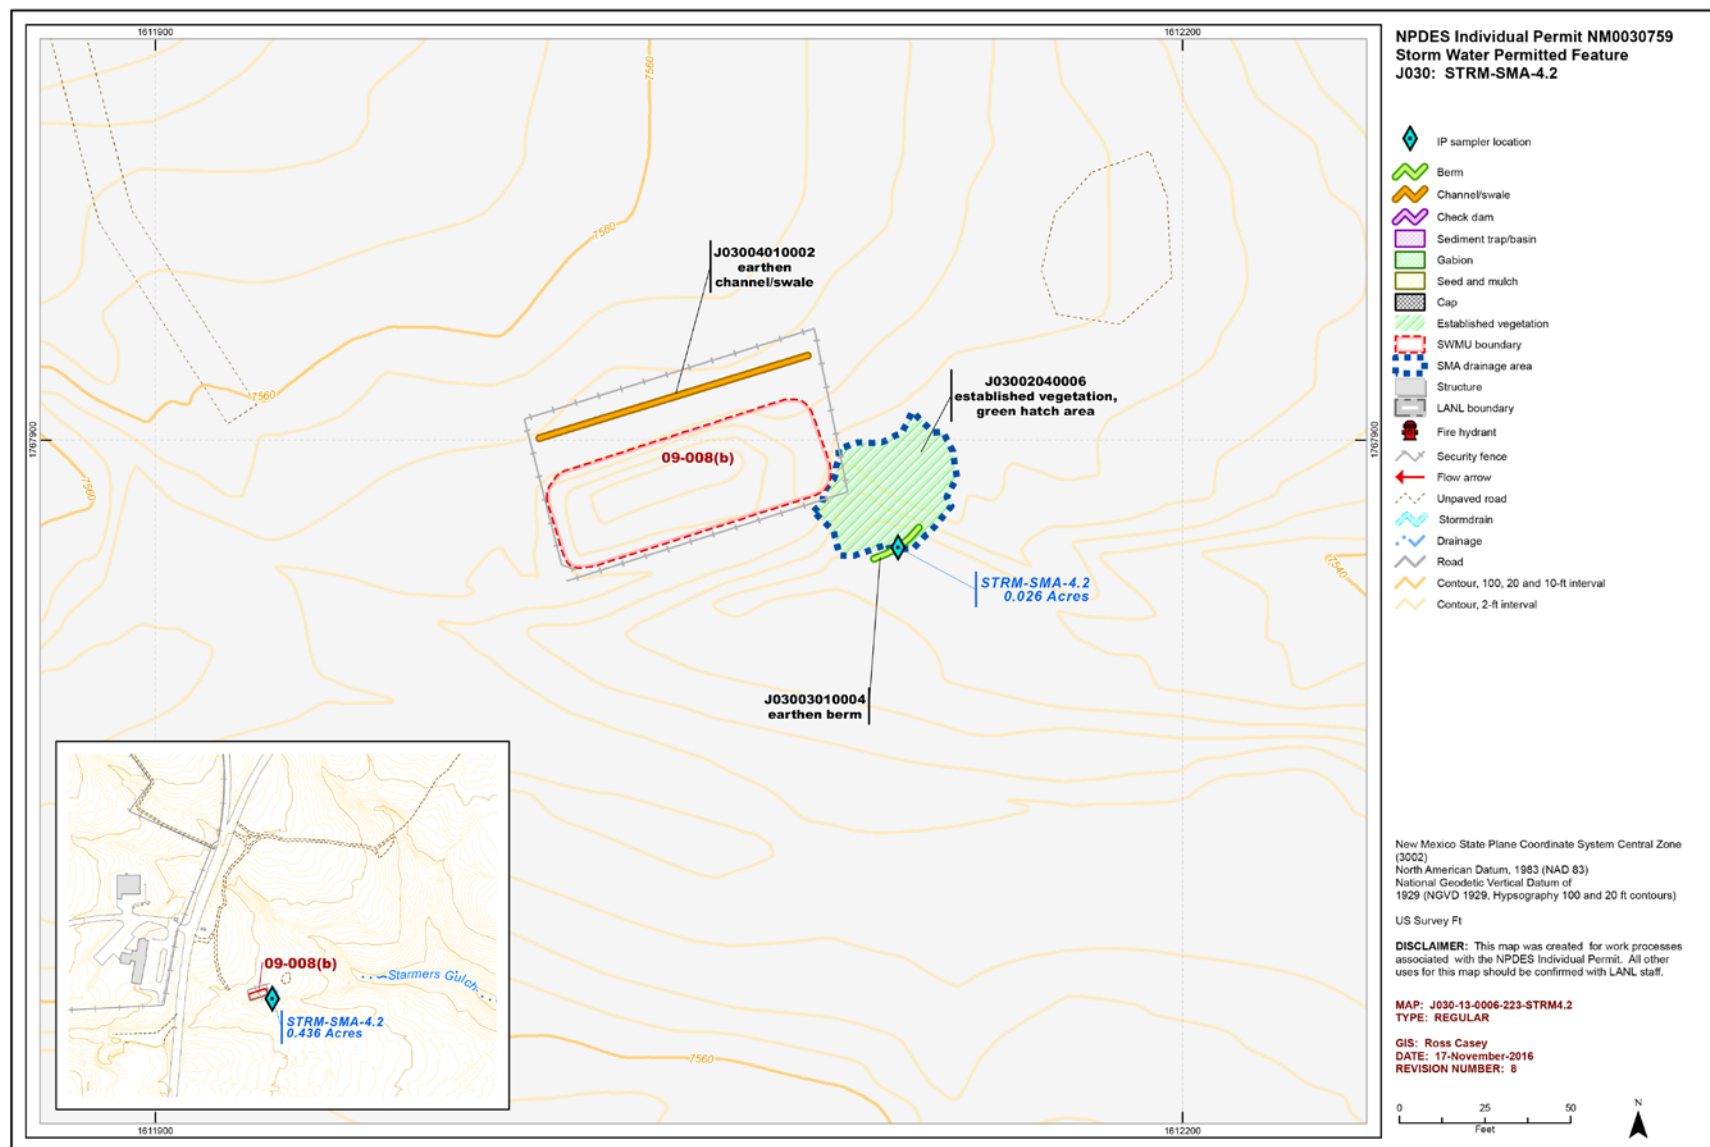 1611900
1612200
NPDES Individual Permit NM0030759
Storm Water Permitted Feature
J030: STRM-SMA-4.2
7560
7560
J03004010002
earthen
channel/swale
7560
J03002040006
established vegetation,
green hatch area
1767900
1767900
09-008(b)
7560
7540
STRM-SMA-4.2
0.026 Acres
J03003010004
earthen berm
IP sampler location
Berm
Channel/swale
Check dam
Sediment trap/basin
Gabion
Seed and mulch
Cap
Established vegetation
SWMU boundary
SMA drainage area
Structure
LANL boundary
Fire hydrant
Security fence
Flow arrow
Unpaved road
Stormdrain
Drainage
Road
Contour, 100, 20 and 10-ft interval
Contour, 2-ft interval
09-008(b)
Starmers Gulch
STRM-SMA-4.2
0.436 Acres
7560
New Mexico State Plane Coordinate System Central Zone
(3002)
North American Datum, 1983 (NAD 83)
National Geodetic Vertical Datum of
1929 (NGVD 1929, Hypsography 100 and 20 ft contours)
US Survey Ft
DISCLAIMER: This map was created for work processes
associated with the NPDES Individual Permit. All other
uses for this map should be confirmed with LANL staff.
MAP: J030-13-0006-223-STRM4.2
TYPE: REGULAR
GIS: Ross Casey
DATE: 17-November-2016
REVISION NUMBER: 8
0 25 50
Feet
N
1611900
1612200